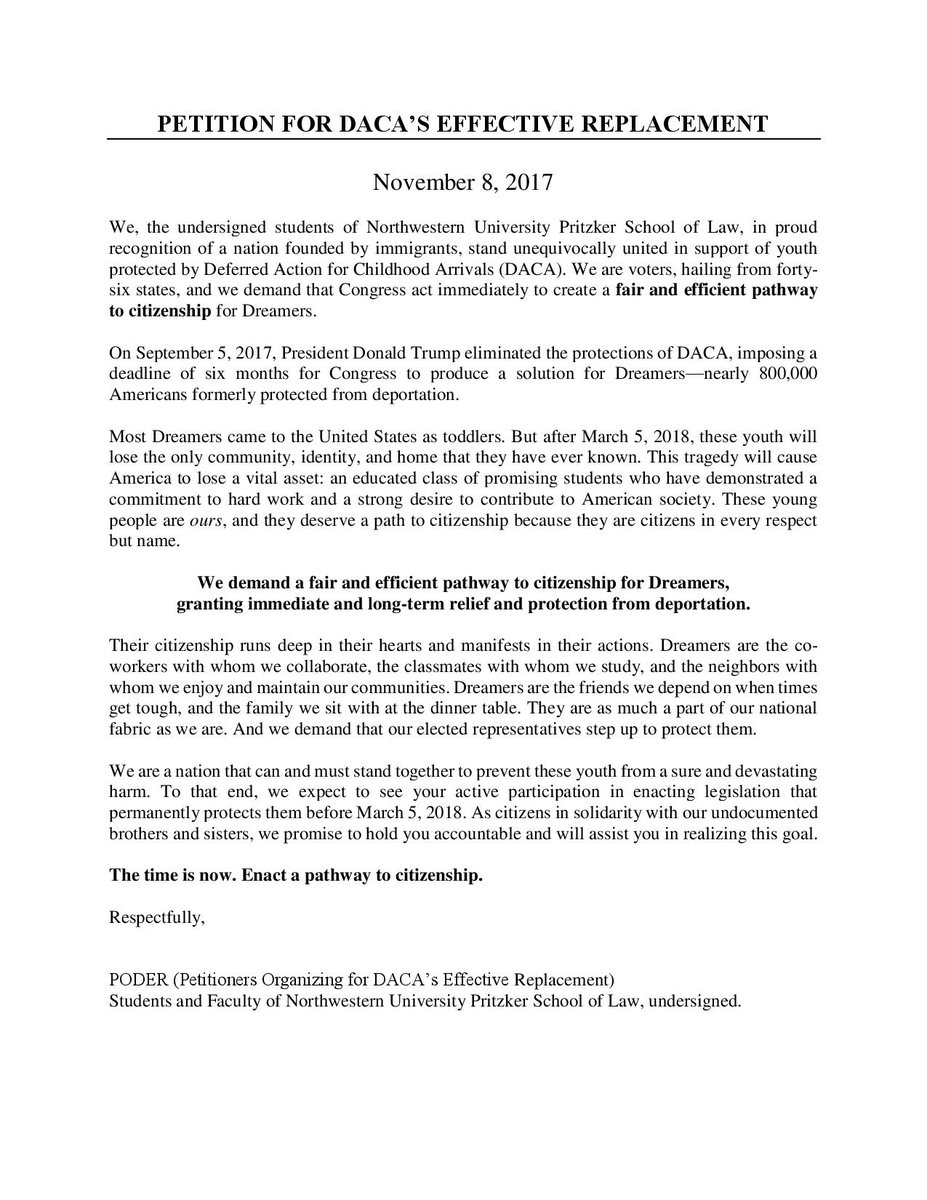 PETITION FOR DACA’S EFFECTIVE REPLACEMENT
November 8, 2017
We, the undersigned students of Northwestern University Pritzker School of Law, in proud
recognition of a nation founded by immigrants, stand unequivocally united in support of youth
protected by Deferred Action for Childhood Arrivals (DACA). We are voters, hailing from forty-
six states, and we demand that Congress act immediately to create a fair and efficient pathway
to citizenship for Dreamers.
On September 5, 2017, President Donald Trump eliminated the protections of DACA, imposing a
deadline of six months for Congress to produce a solution for Dreamers—nearly 800,000
Americans formerly protected from deportation.
Most Dreamers came to the United States as toddlers. But after March 5, 2018, these youth will
lose the only community, identity, and home that they have ever known. This tragedy will cause
America to lose a vital asset: an educated class of promising students who have demonstrated a
commitment to hard work and a strong desire to contribute to American society. These young
people are ours, and they deserve a path to citizenship because they are citizens in every respect
but name.
We demand a fair and efficient pathway to citizenship for Dreamers,
granting immediate and long-term relief and protection from deportation.
Their citizenship runs deep in their hearts and manifests in their actions. Dreamers are the co-
workers with whom we collaborate, the classmates with whom we study, and the neighbors with
whom we enjoy and maintain our communities. Dreamers are the friends we depend on when times
get tough, and the family we sit with at the dinner table. They are as much a part of our national
fabric as we are. And we demand that our elected representatives step up to protect them.
We are a nation that can and must stand together to prevent these youth from a sure and devastating
harm. To that end, we expect to see your active participation in enacting legislation that
permanently protects them before March 5, 2018. As citizens in solidarity with our undocumented
brothers and sisters, we promise to hold you accountable and will assist you in realizing this goal.
The time is now. Enact a pathway to citizenship.
Respectfully,
PODER (Petitioners Organizing for DACA’s Effective Replacement)
Students and Faculty of Northwestern University Pritzker School of Law, undersigned.